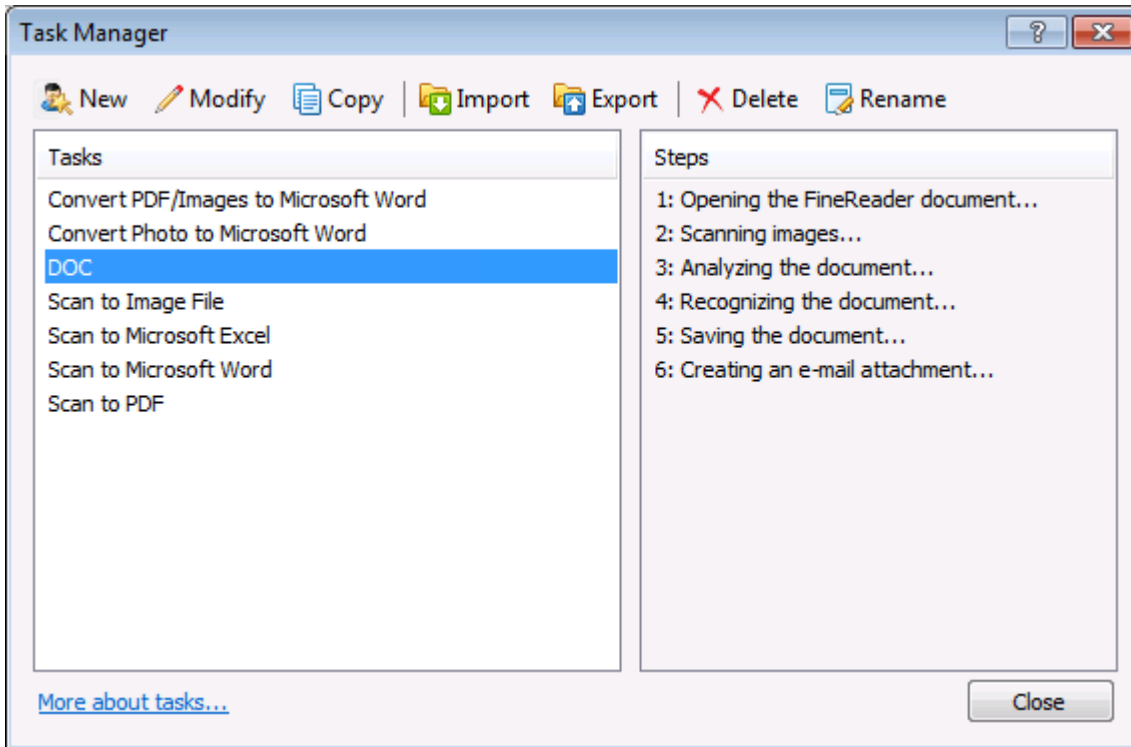 Task Manager
New Modify Copy Import Export Delete Rename
Tasks
Convert PDF/Images to Microsoft Word
Convert Photo to Microsoft Word
DOC
Scan to Image File
Scan to Microsoft Excel
Scan to Microsoft Word
Scan to PDF
Steps
1: Opening the FineReader document...
2: Scanning images...
3: Analyzing the document...
4: Recognizing the document...
5: Saving the document...
6: Creating an e-mail attachment...
More about tasks...
Close